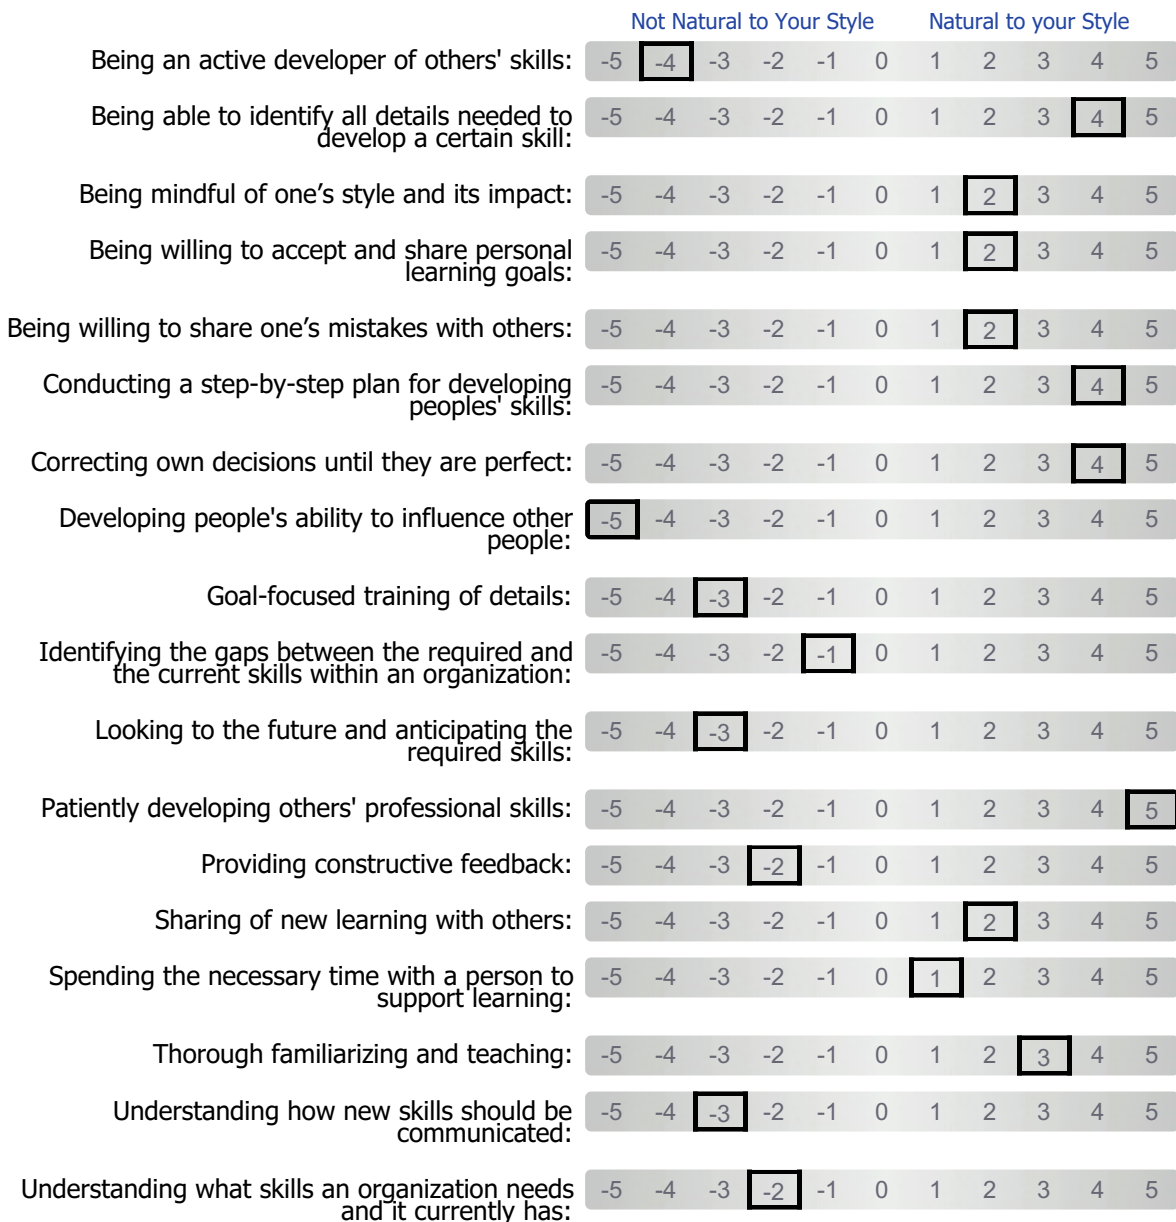 Not Natural to Your Style Natural to your Style
Being an active developer of others' skills: -5 -4 -3 -2 -1 0 1 2 3 4 5
Being able to identify all details needed to
develop a certain skill: -5 -4 -3 -2 -1 0 1 2 3 4 5
Being mindful of one’s style and its impact: -5 -4 -3 -2 -1 0 1 2 3 4 5
Being willing to accept and share personal
learning goals: -5 -4 -3 -2 -1 0 1 2 3 4 5
Being willing to share one’s mistakes with others: -5 -4 -3 -2 -1 0 1 2 3 4 5
Conducting a step-by-step plan for developing
peoples' skills: -5 -4 -3 -2 -1 0 1 2 3 4 5
Correcting own decisions until they are perfect: -5 -4 -3 -2 -1 0 1 2 3 4 5
Developing people's ability to influence other
people: -5 -4 -3 -2 -1 0 1 2 3 4 5
Goal-focused training of details: -5 -4 -3 -2 -1 0 1 2 3 4 5
Identifying the gaps between the required and
the current skills within an organization: -5 -4 -3 -2 -1 0 1 2 3 4 5
Looking to the future and anticipating the
required skills: -5 -4 -3 -2 -1 0 1 2 3 4 5
Patiently developing others' professional skills: -5 -4 -3 -2 -1 0 1 2 3 4 5
Providing constructive feedback: -5 -4 -3 -2 -1 0 1 2 3 4 5
Sharing of new learning with others: -5 -4 -3 -2 -1 0 1 2 3 4 5
Spending the necessary time with a person to
support learning: -5 -4 -3 -2 -1 0 1 2 3 4 5
Thorough familiarizing and teaching: -5 -4 -3 -2 -1 0 1 2 3 4 5
Understanding how new skills should be
communicated: -5 -4 -3 -2 -1 0 1 2 3 4 5
Understanding what skills an organization needs
and it currently has: -5 -4 -3 -2 -1 0 1 2 3 4 5